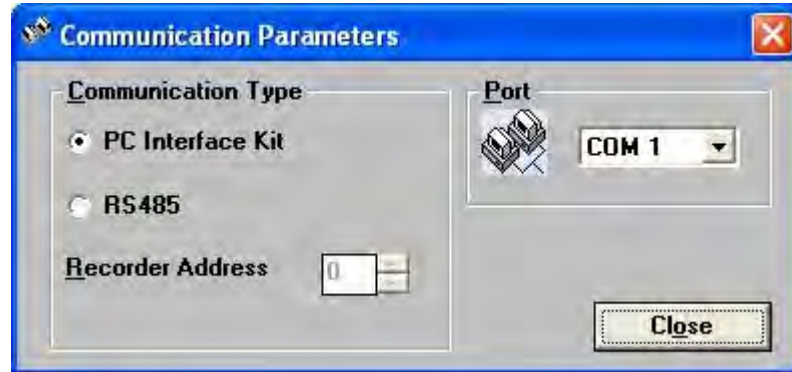 Communication Parameters
Communication Type
PC Interface Kit
RS485
Recorder Address
0
Port
COM 1
Close